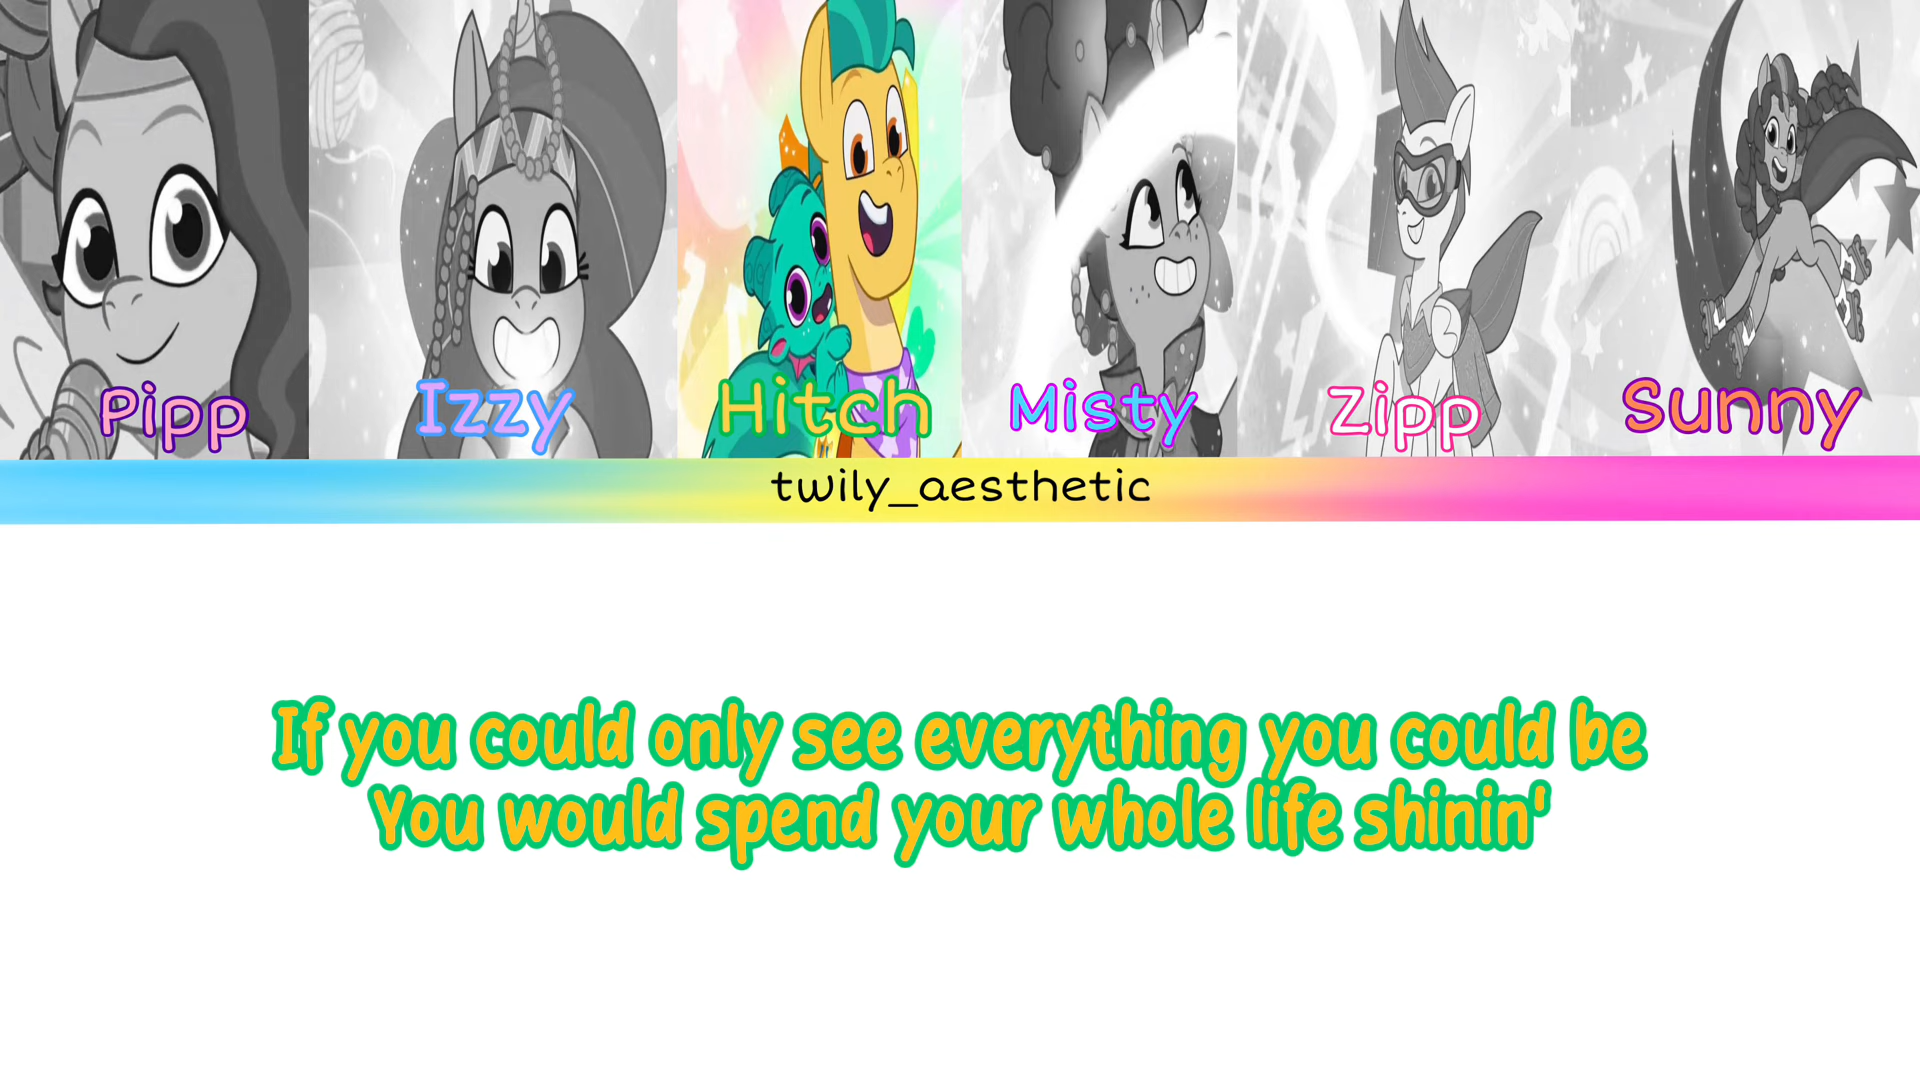 Pipp
Izzy
Hitch
Misty
Zipp
Sunny
twily_aesthetic
If you could only see everything you could be
You would spend your whole life shinin'